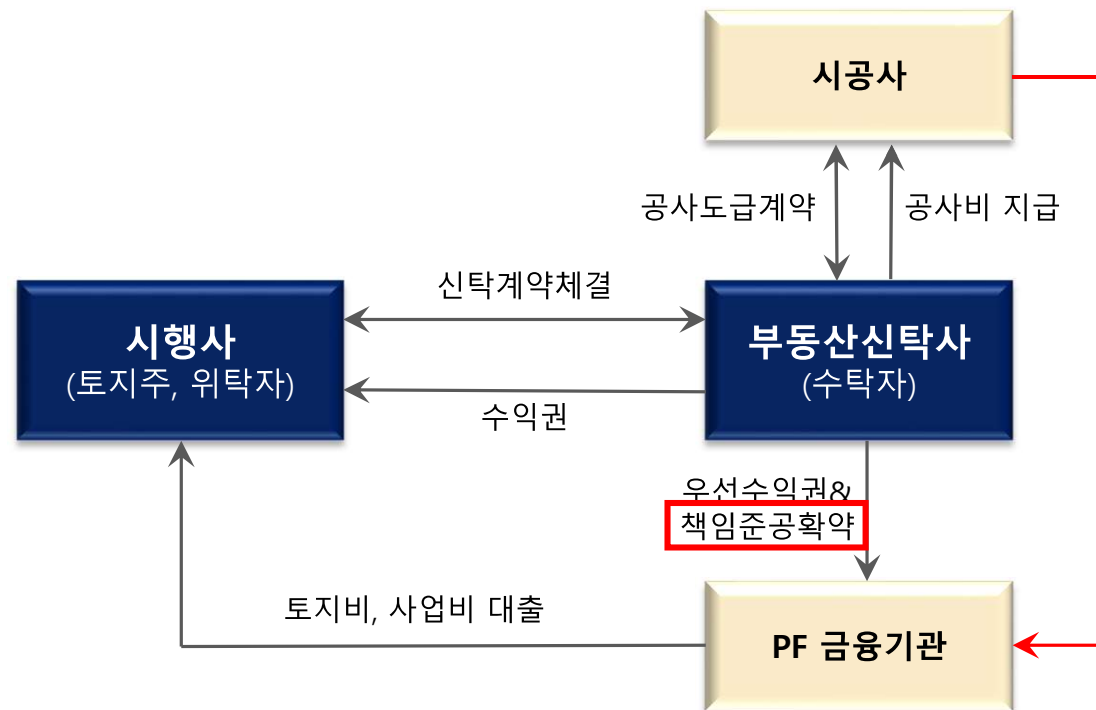 시공사
공사도급계약
공사비 지급
신탁계약체결
시행사
(토지주, 위탁자)
부동산신탁사
(수탁자)
수익권
우선수익권&
책임준공확약
토지비, 사업비 대출
PF 금융기관